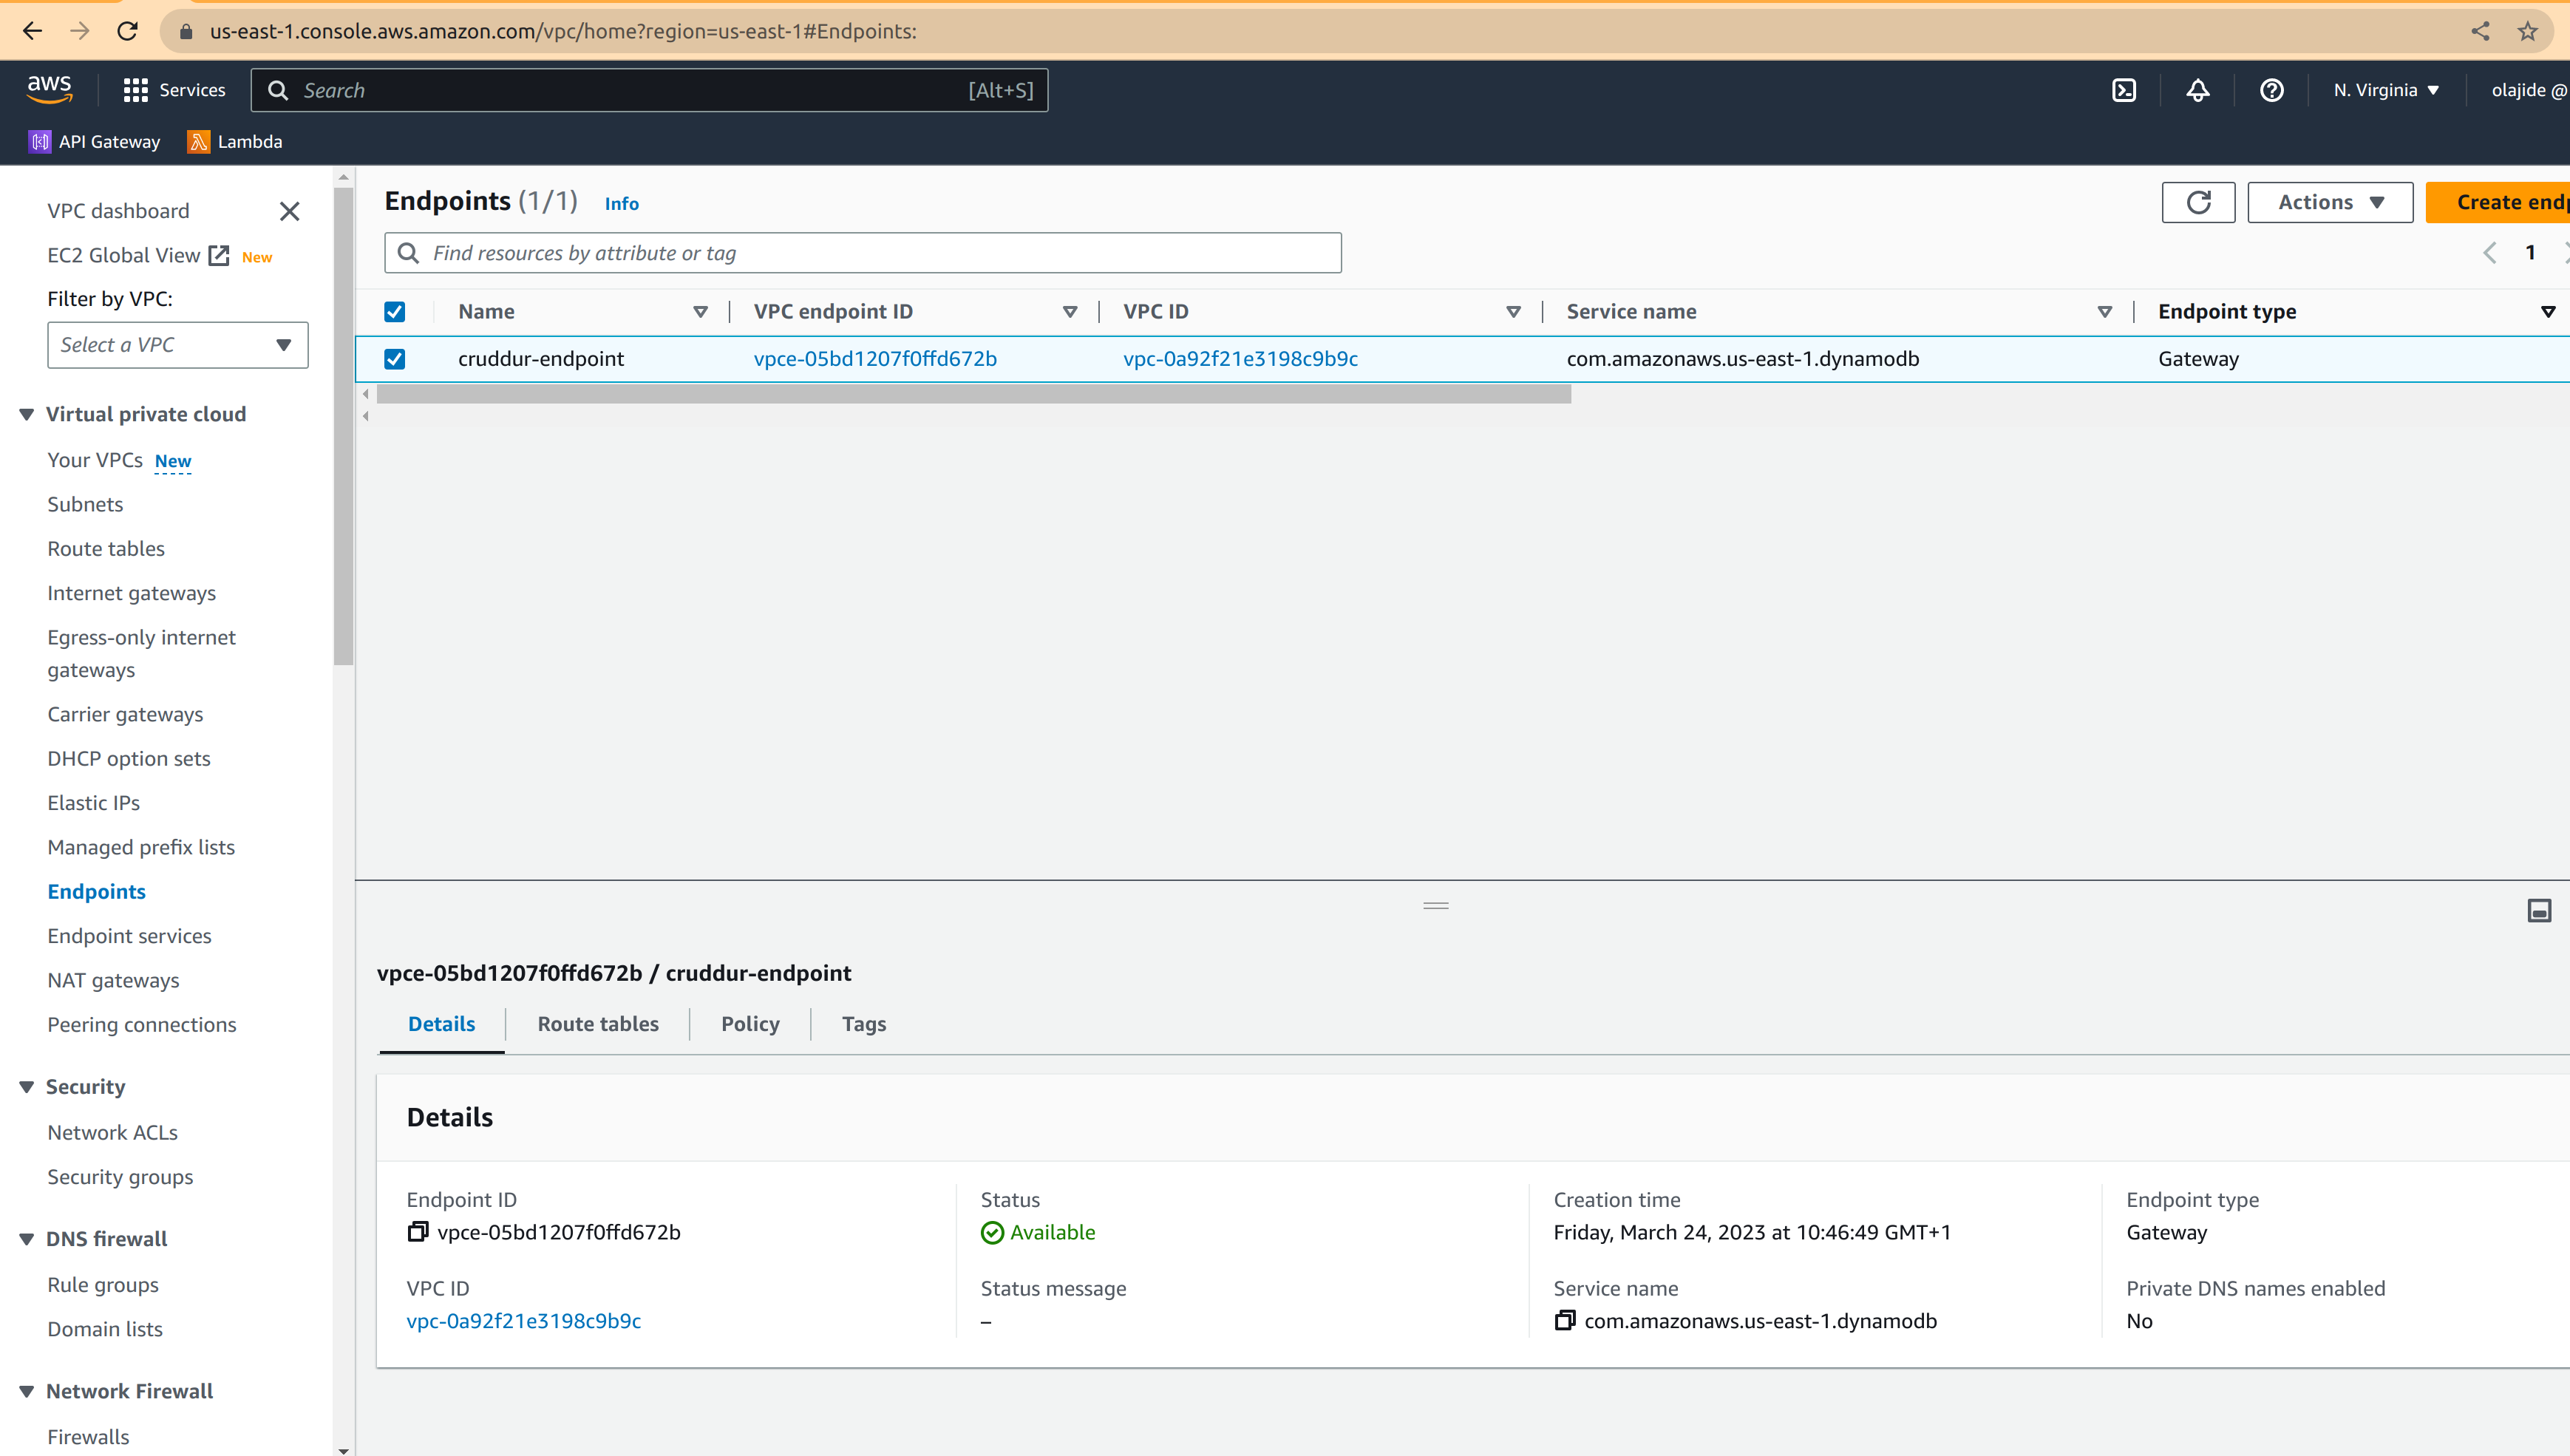 us-east-1.console.aws.amazon.com/vpc/home?region=us-east-1#Endpoints:
aws Services Search [Alt+S] N. Virginia olajide @
API Gateway Lambda
VPC dashboard
EC2 Global View New
Filter by VPC:
Select a VPC
Virtual private cloud
Your VPCs New
Subnets
Route tables
Internet gateways
Egress-only internet
gateways
Carrier gateways
DHCP option sets
Elastic IPs
Managed prefix lists
Endpoints
Endpoint services
NAT gateways
Peering connections
Security
Network ACLs
Security groups
DNS firewall
Rule groups
Domain lists
Network Firewall
Firewalls
Endpoints (1/1) Info Actions Create endp
Find resources by attribute or tag 1
Name VPC endpoint ID VPC ID Service name Endpoint type
cruddur-endpoint vpce-05bd1207f0ffd672b vpc-0a92f21e3198c9b9c com.amazonaws.us-east-1.dynamodb Gateway
vpce-05bd1207f0ffd672b / cruddur-endpoint
Details Route tables Policy Tags
Details
Endpoint ID Status Creation time Endpoint type
vpce-05bd1207f0ffd672b Available Friday, March 24, 2023 at 10:46:49 GMT+1 Gateway
VPC ID Status message Service name Private DNS names enabled
vpc-0a92f21e3198c9b9c – com.amazonaws.us-east-1.dynamodb No